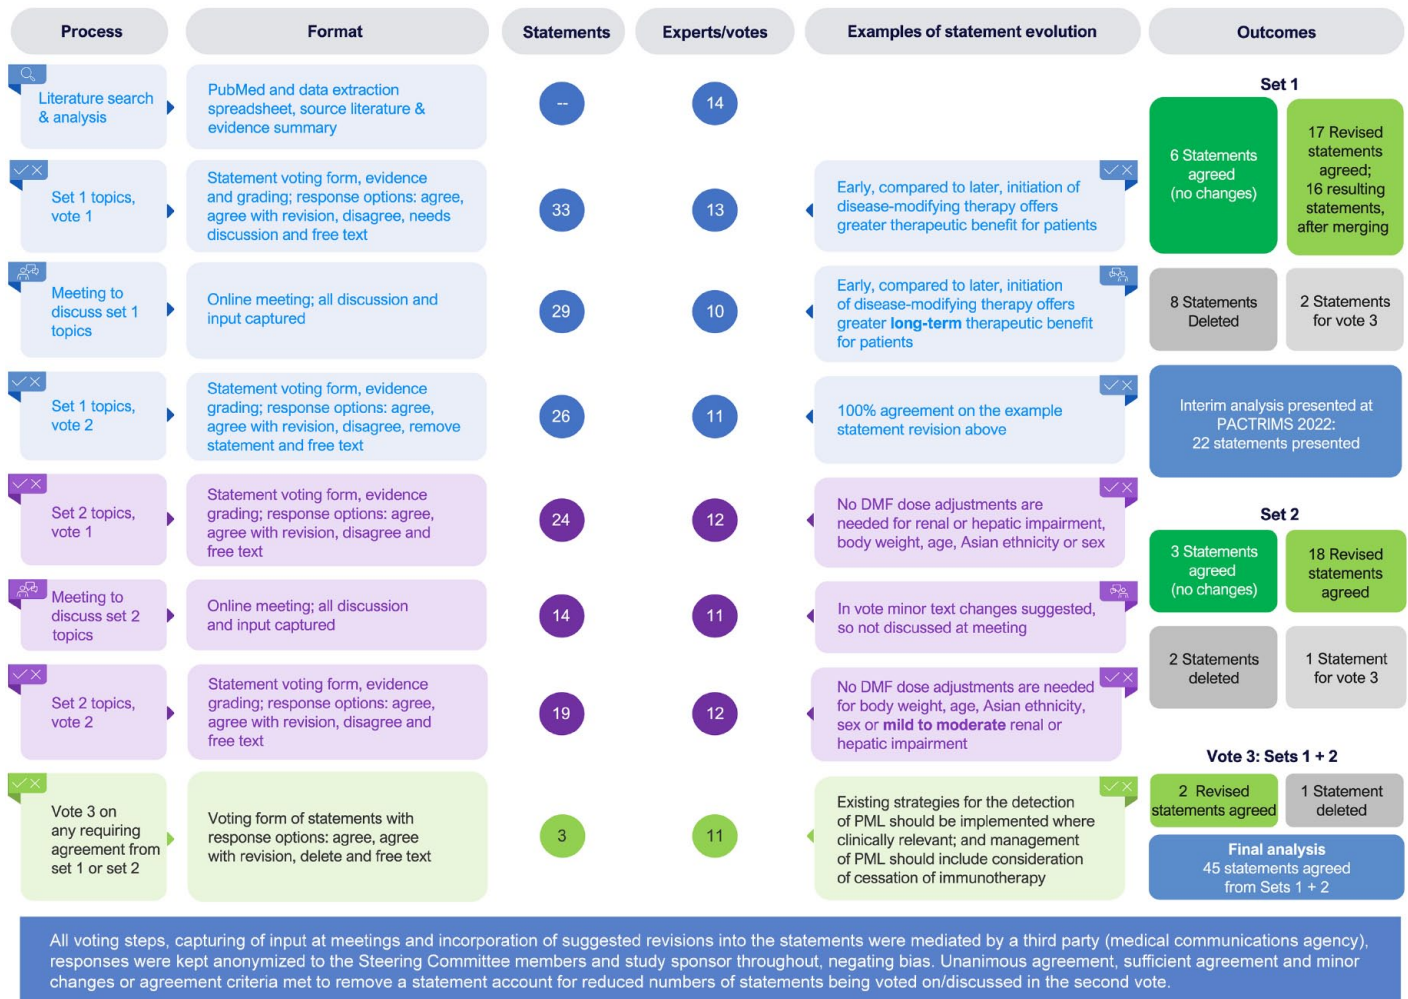 Process
Format
Statements
Experts/votes
Examples of statement evolution
Outcomes
Literature search
& analysis
PubMed and data extraction
spreadsheet, source literature &
evidence summary
--
14
Set 1 topics,
vote 1
Statement voting form, evidence
and grading; response options: agree,
agree with revision, disagree, needs
discussion and free text
33
13
Early, compared to later, initiation of
disease-modifying therapy offers
greater therapeutic benefit for patients
Meeting to
discuss set 1
topics
Online meeting; all discussion and
input captured
29
10
Early, compared to later, initiation
of disease-modifying therapy offers
greater long-term therapeutic benefit
for patients
Set 1 topics,
vote 2
Statement voting form, evidence
grading; response options: agree,
agree with revision, disagree, remove
statement and free text
26
11
100% agreement on the example
statement revision above
Set 2 topics,
vote 1
Statement voting form, evidence
grading; response options: agree,
agree with revision, disagree and
free text
24
12
No DMF dose adjustments are
needed for renal or hepatic impairment,
body weight, age, Asian ethnicity or sex
Meeting to
discuss set 2
topics
Online meeting; all discussion
and input captured
14
11
In vote minor text changes suggested,
so not discussed at meeting
Set 2 topics,
vote 2
Statement voting form, evidence
grading; response options: agree,
agree with revision, disagree and
free text
19
12
No DMF dose adjustments are needed
for body weight, age, Asian ethnicity,
sex or mild to moderate renal or
hepatic impairment
Vote 3 on
any requiring
agreement from
set 1 or set 2
Voting form of statements with
response options: agree, agree
with revision, delete and free text
3
11
Existing strategies for the detection
of PML should be implemented where
clinically relevant; and management
of PML should include consideration
of cessation of immunotherapy
Set 1
6 Statements
agreed
(no changes)
17 Revised
statements
agreed;
16 resulting
statements,
after merging
8 Statements
Deleted
2 Statements
for vote 3
Interim analysis presented at
PACTRIMS 2022:
22 statements presented
Set 2
3 Statements
agreed
(no changes)
18 Revised
statements
agreed
2 Statements
deleted
1 Statement
for vote 3
Vote 3: Sets 1 + 2
2 Revised
statements agreed
1 Statement
deleted
Final analysis
45 statements agreed
from Sets 1 + 2
All voting steps, capturing of input at meetings and incorporation of suggested revisions into the statements were mediated by a third party (medical communications agency),
responses were kept anonymized to the Steering Committee members and study sponsor throughout, negating bias. Unanimous agreement, sufficient agreement and minor
changes or agreement criteria met to remove a statement account for reduced numbers of statements being voted on/discussed in the second vote.